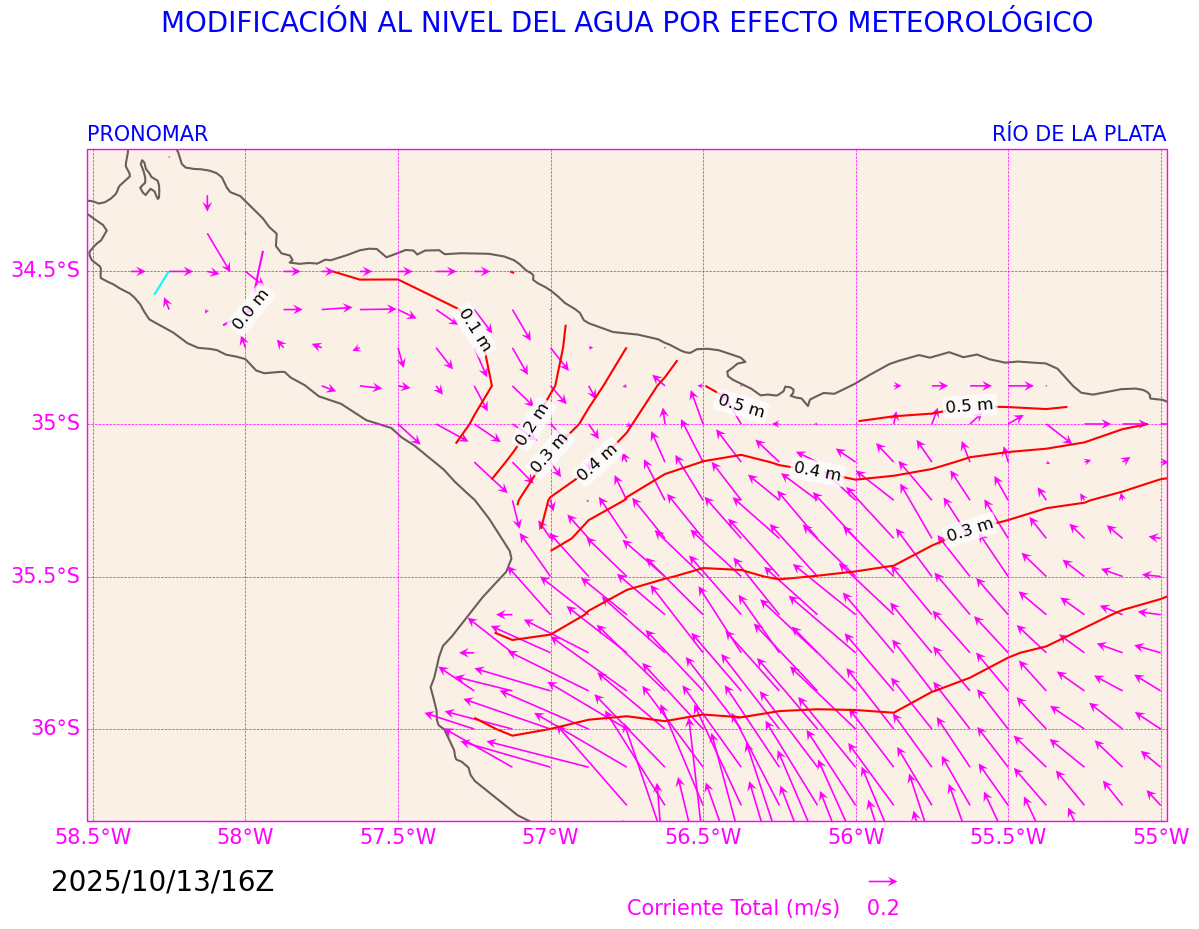 MODIFICACIÓN AL NIVEL DEL AGUA POR EFECTO METEOROLÓGICO
PRONOMAR
RÍO DE LA PLATA
34.5°S
35°S
35.5°S
36°S
0.0 m
0.1 m
0.2 m
0.3 m
0.4 m
0.5 m
0.5 m
0.4 m
0.3 m
58.5°W
58°W
57.5°W
57°W
56.5°W
56°W
55.5°W
55°W
2025/10/13/16Z
Corriente Total (m/s)
0.2